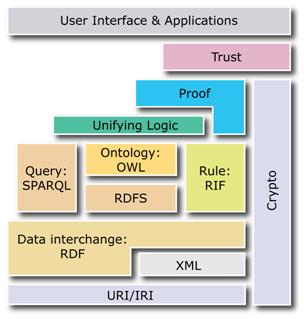 User Interface & Applications
Trust
Proof
Unifying Logic
Query:
SPARQL
Ontology:
OWL
RDFS
Rule:
RIF
Crypto
Data interchange:
RDF
XML
URI/IRI